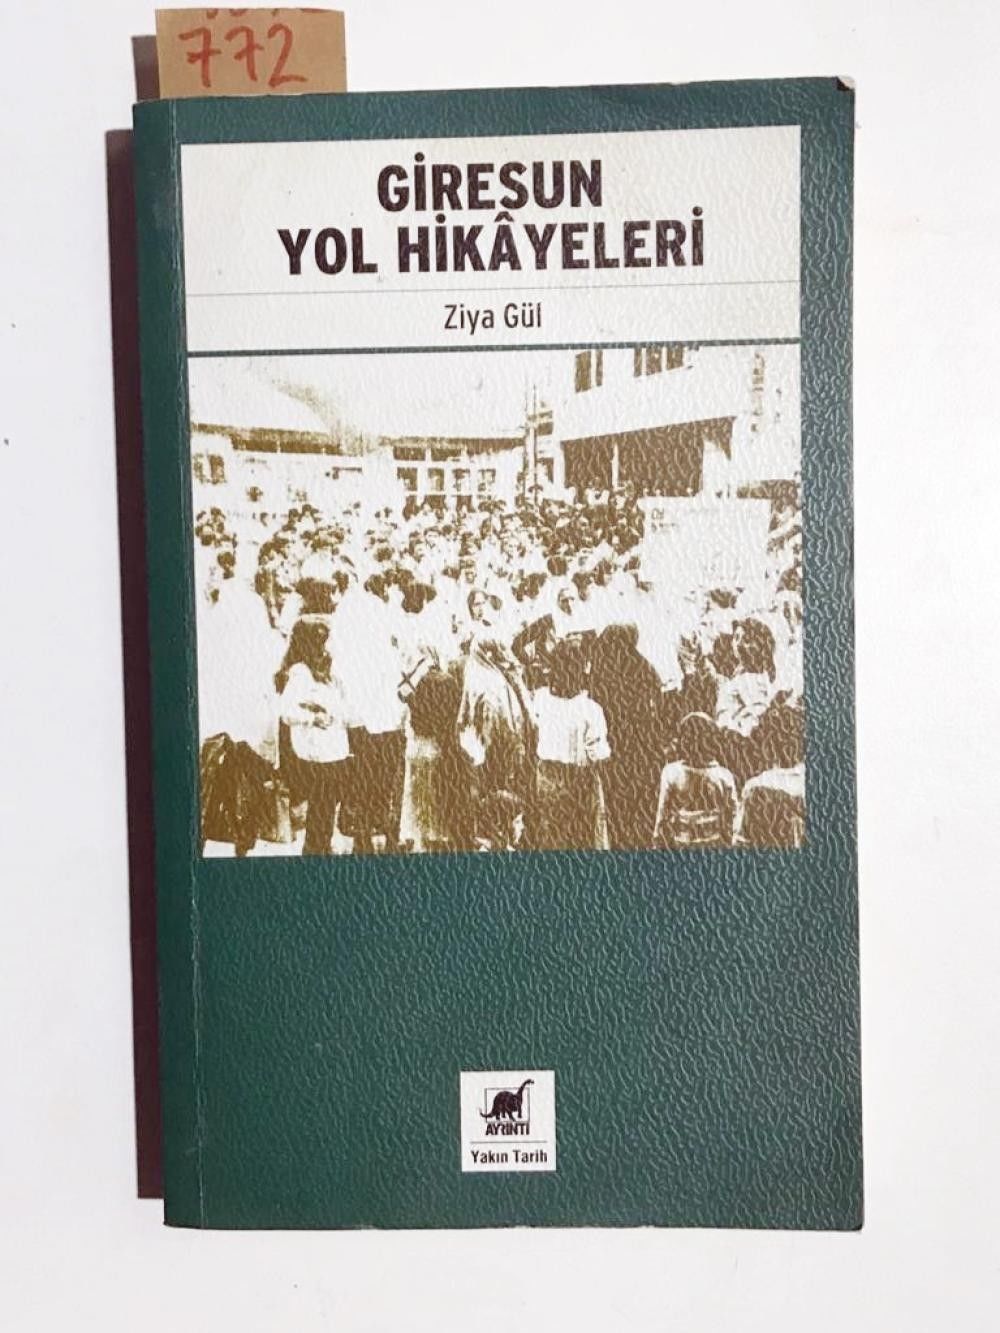 772
GİRESUN
YOL HİKÂYELERİ
Ziya Gül
AYRINTI
Yakın Tarih